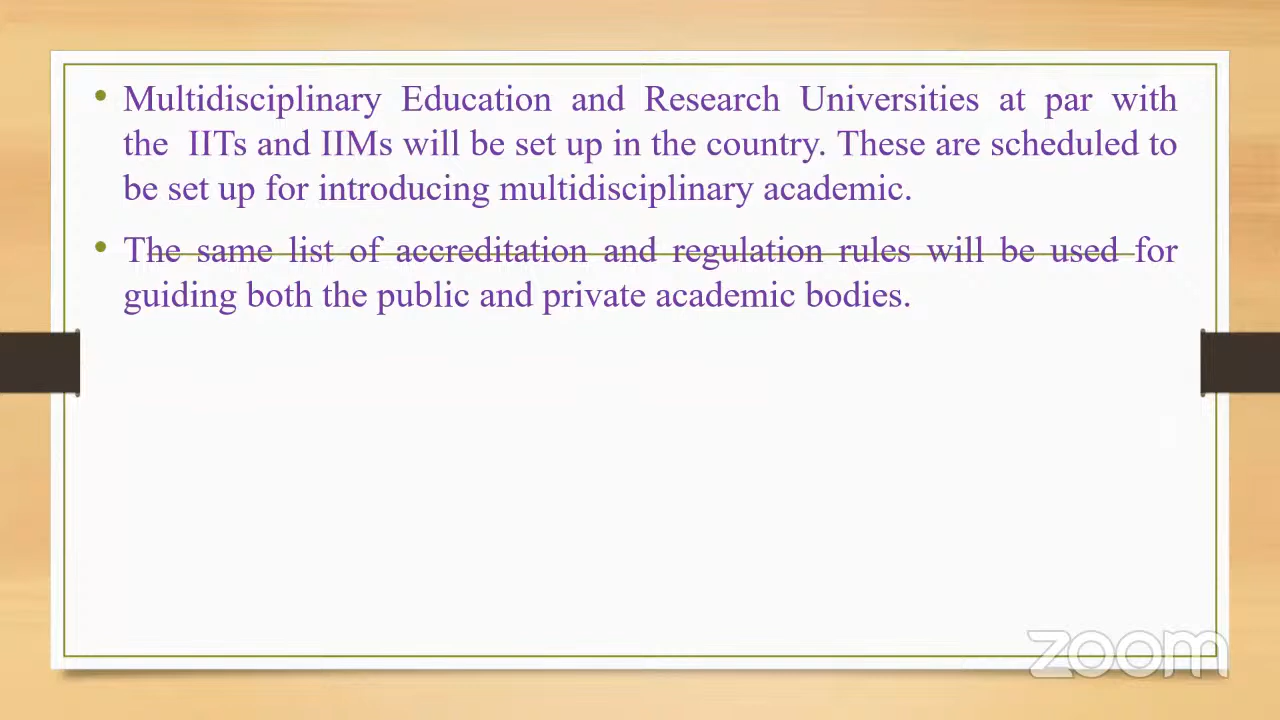 • Multidisciplinary Education and Research Universities at par with
the IITs and IIMs will be set up in the country. These are scheduled to
be set up for introducing multidisciplinary academic.
• The same list of accreditation and regulation rules will be used for
guiding both the public and private academic bodies.
zoom